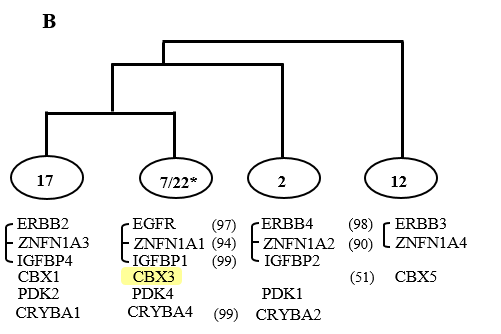 B
17 7/22* 2 12
ERBB2 EGFR (97) ERBB4 (98) ERBB3
ZNFN1A3 ZNFN1A1 (94) ZNFN1A2 (90) ZNFN1A4
IGFBP4 IGFBP1 (99) IGFBP2
CBX1 CBX3 (51) CBX5
PDK2 PDK4 PDK1
CRYBA1 CRYBA4 (99) CRYBA2